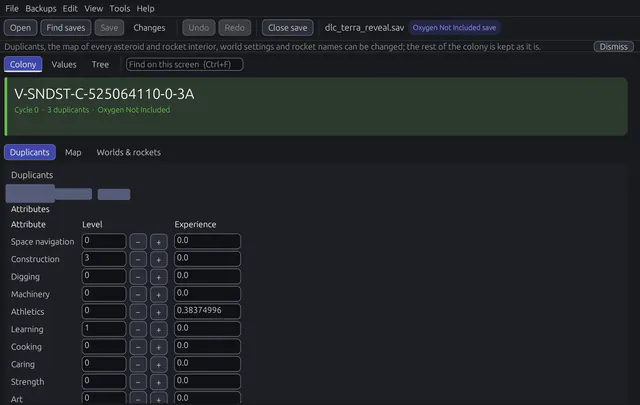 File Backups Edit View Tools Help
Open Find saves Save Changes Undo Redo Close save dlc_terra_reveal.sav Oxygen Not Included save
Duplicants, the map of every asteroid and rocket interior, world settings and rocket names can be changed; the rest of the colony is kept as it is. Dismiss
Colony Values Tree Find on this screen (Ctrl+F)
V-SNDST-C-525064110-0-3A
Cycle 0 · 3 duplicants · Oxygen Not Included
Duplicants Map Worlds & rockets
Duplicants
Attributes
Attribute Level Experience
Space navigation 0 − + 0.0
Construction 3 − + 0.0
Digging 0 − + 0.0
Machinery 0 − + 0.0
Athletics 0 − + 0.38374996
Learning 1 − + 0.0
Cooking 0 − + 0.0
Caring 0 − + 0.0
Strength 0 − + 0.0
Art 0 − + 0.0